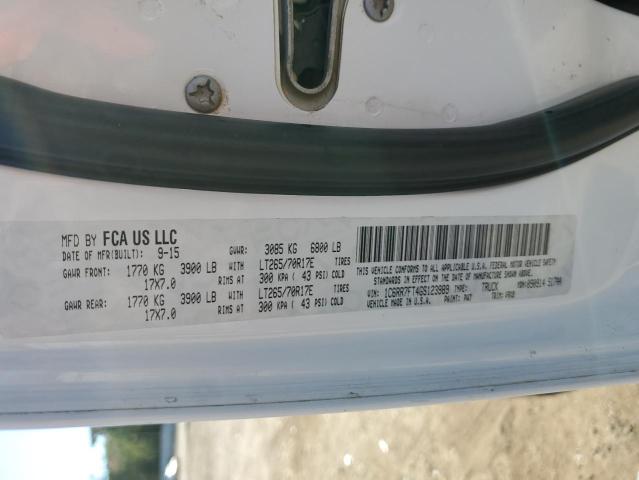 MFD BY FCA US LLC
DATE OF MFR(BUILT): 9-15 GVWR: 3085 KG 6800 LB
GAWR FRONT: 1770 KG 3900 LB WITH LT265/70R17E TIRES
17X7.0 RIMS AT 300 KPA ( 43 PSI) COLD
GAWR REAR: 1770 KG 3900 LB WITH LT265/70R17E TIRES
17X7.0 RIMS AT 300 KPA ( 43 PSI) COLD
THIS VEHICLE CONFORMS TO ALL APPLICABLE U.S.A. FEDERAL MOTOR VEHICLE SAFETY
STANDARDS IN EFFECT ON THE DATE OF MANUFACTURE SHOWN ABOVE.
VIN: 1C6RR7FT4GS123989 TYPE: TRUCK
VEHICLE MADE IN U.S.A. PAINT: PW7 TRIM: